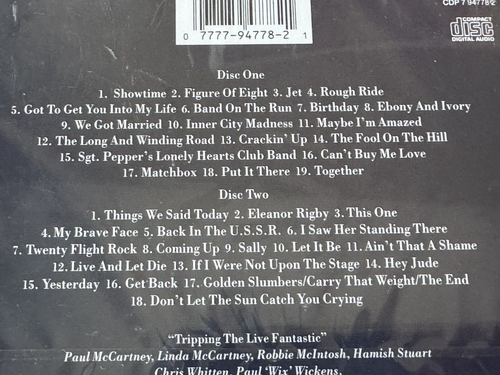 CDP 7 94778 2
COMPACT
disc
DIGITAL AUDIO
0 7777-94778-2 1
Disc One
1. Showtime 2. Figure Of Eight 3. Jet 4. Rough Ride
5. Got To Get You Into My Life 6. Band On The Run 7. Birthday 8. Ebony And Ivory
9. We Got Married 10. Inner City Madness 11. Maybe I'm Amazed
12. The Long And Winding Road 13. Crackin' Up 14. The Fool On The Hill
15. Sgt. Pepper's Lonely Hearts Club Band 16. Can't Buy Me Love
17. Matchbox 18. Put It There 19. Together
Disc Two
1. Things We Said Today 2. Eleanor Rigby 3. This One
4. My Brave Face 5. Back In The U.S.S.R. 6. I Saw Her Standing There
7. Twenty Flight Rock 8. Coming Up 9. Sally 10. Let It Be 11. Ain't That A Shame
12. Live And Let Die 13. If I Were Not Upon The Stage 14. Hey Jude
15. Yesterday 16. Get Back 17. Golden Slumbers/Carry That Weight/The End
18. Don't Let The Sun Catch You Crying
"Tripping The Live Fantastic"
Paul McCartney, Linda McCartney, Robbie McIntosh, Hamish Stuart
Chris Whitten, Paul 'Wix' Wickens,